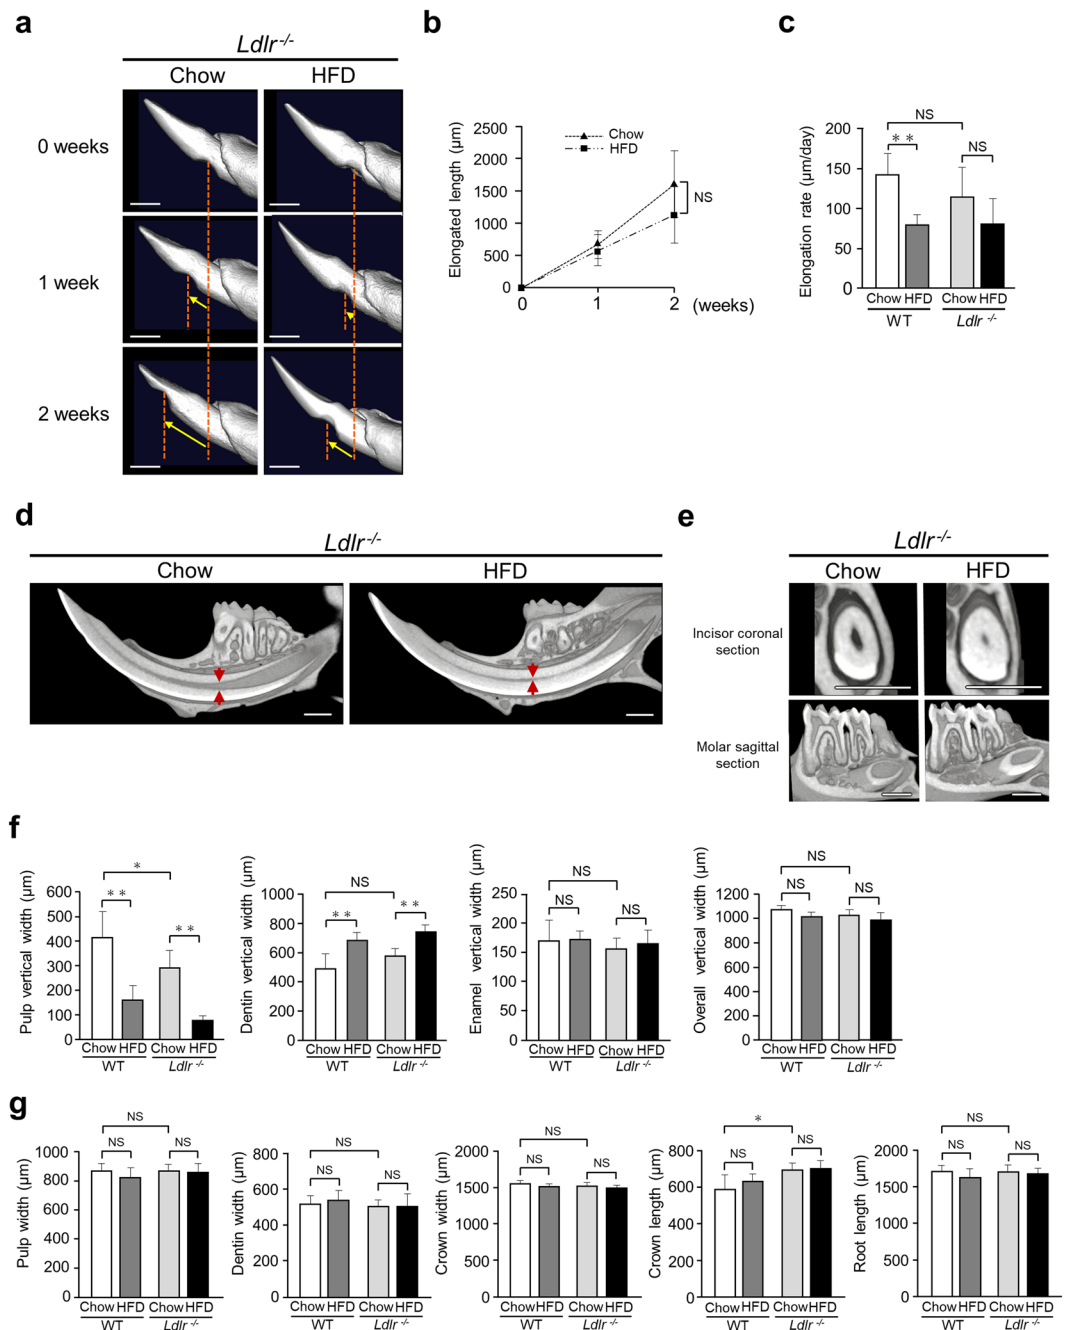 a
Ldlr-/-
Chow HFD
0 weeks
1 week
2 weeks
b
Elongated length (μm)
2500
2000
1500
1000
500
0
Chow
HFD
NS
0 1 2 (weeks)
c
Elongation rate (μm/day)
200
150
100
50
0
NS
** NS
Chow HFD Chow HFD
WT Ldlr -/-
d
Ldlr-/-
Chow HFD
e
Ldlr-/-
Chow HFD
Incisor coronal
section
Molar sagittal
section
f
Pulp vertical width (μm)
600
500
400
300
200
100
0
*
**
**
Chow HFD Chow HFD
WT Ldlr -/-
Dentin vertical width (μm)
1000
800
600
400
200
0
NS
** **
Chow HFD Chow HFD
WT Ldlr -/-
Enamel vertical width (μm)
250
200
150
100
50
0
NS
NS NS
Chow HFD Chow HFD
WT Ldlr -/-
Overall vertical width (μm)
1200
1000
800
600
400
200
0
NS
NS NS
Chow HFD Chow HFD
WT Ldlr -/-
g
Pulp width (μm)
1000
800
600
400
200
0
NS
NS NS
Chow HFD Chow HFD
WT Ldlr -/-
Dentin width (μm)
800
600
400
200
0
NS
NS NS
Chow HFD Chow HFD
WT Ldlr -/-
Crown width (μm)
2000
1500
1000
500
0
NS
NS NS
Chow HFD Chow HFD
WT Ldlr -/-
Crown length (μm)
800
600
400
200
0
*
NS NS
Chow HFD Chow HFD
WT Ldlr -/-
Root length (μm)
2000
1500
1000
500
0
NS
NS NS
Chow HFD Chow HFD
WT Ldlr -/-